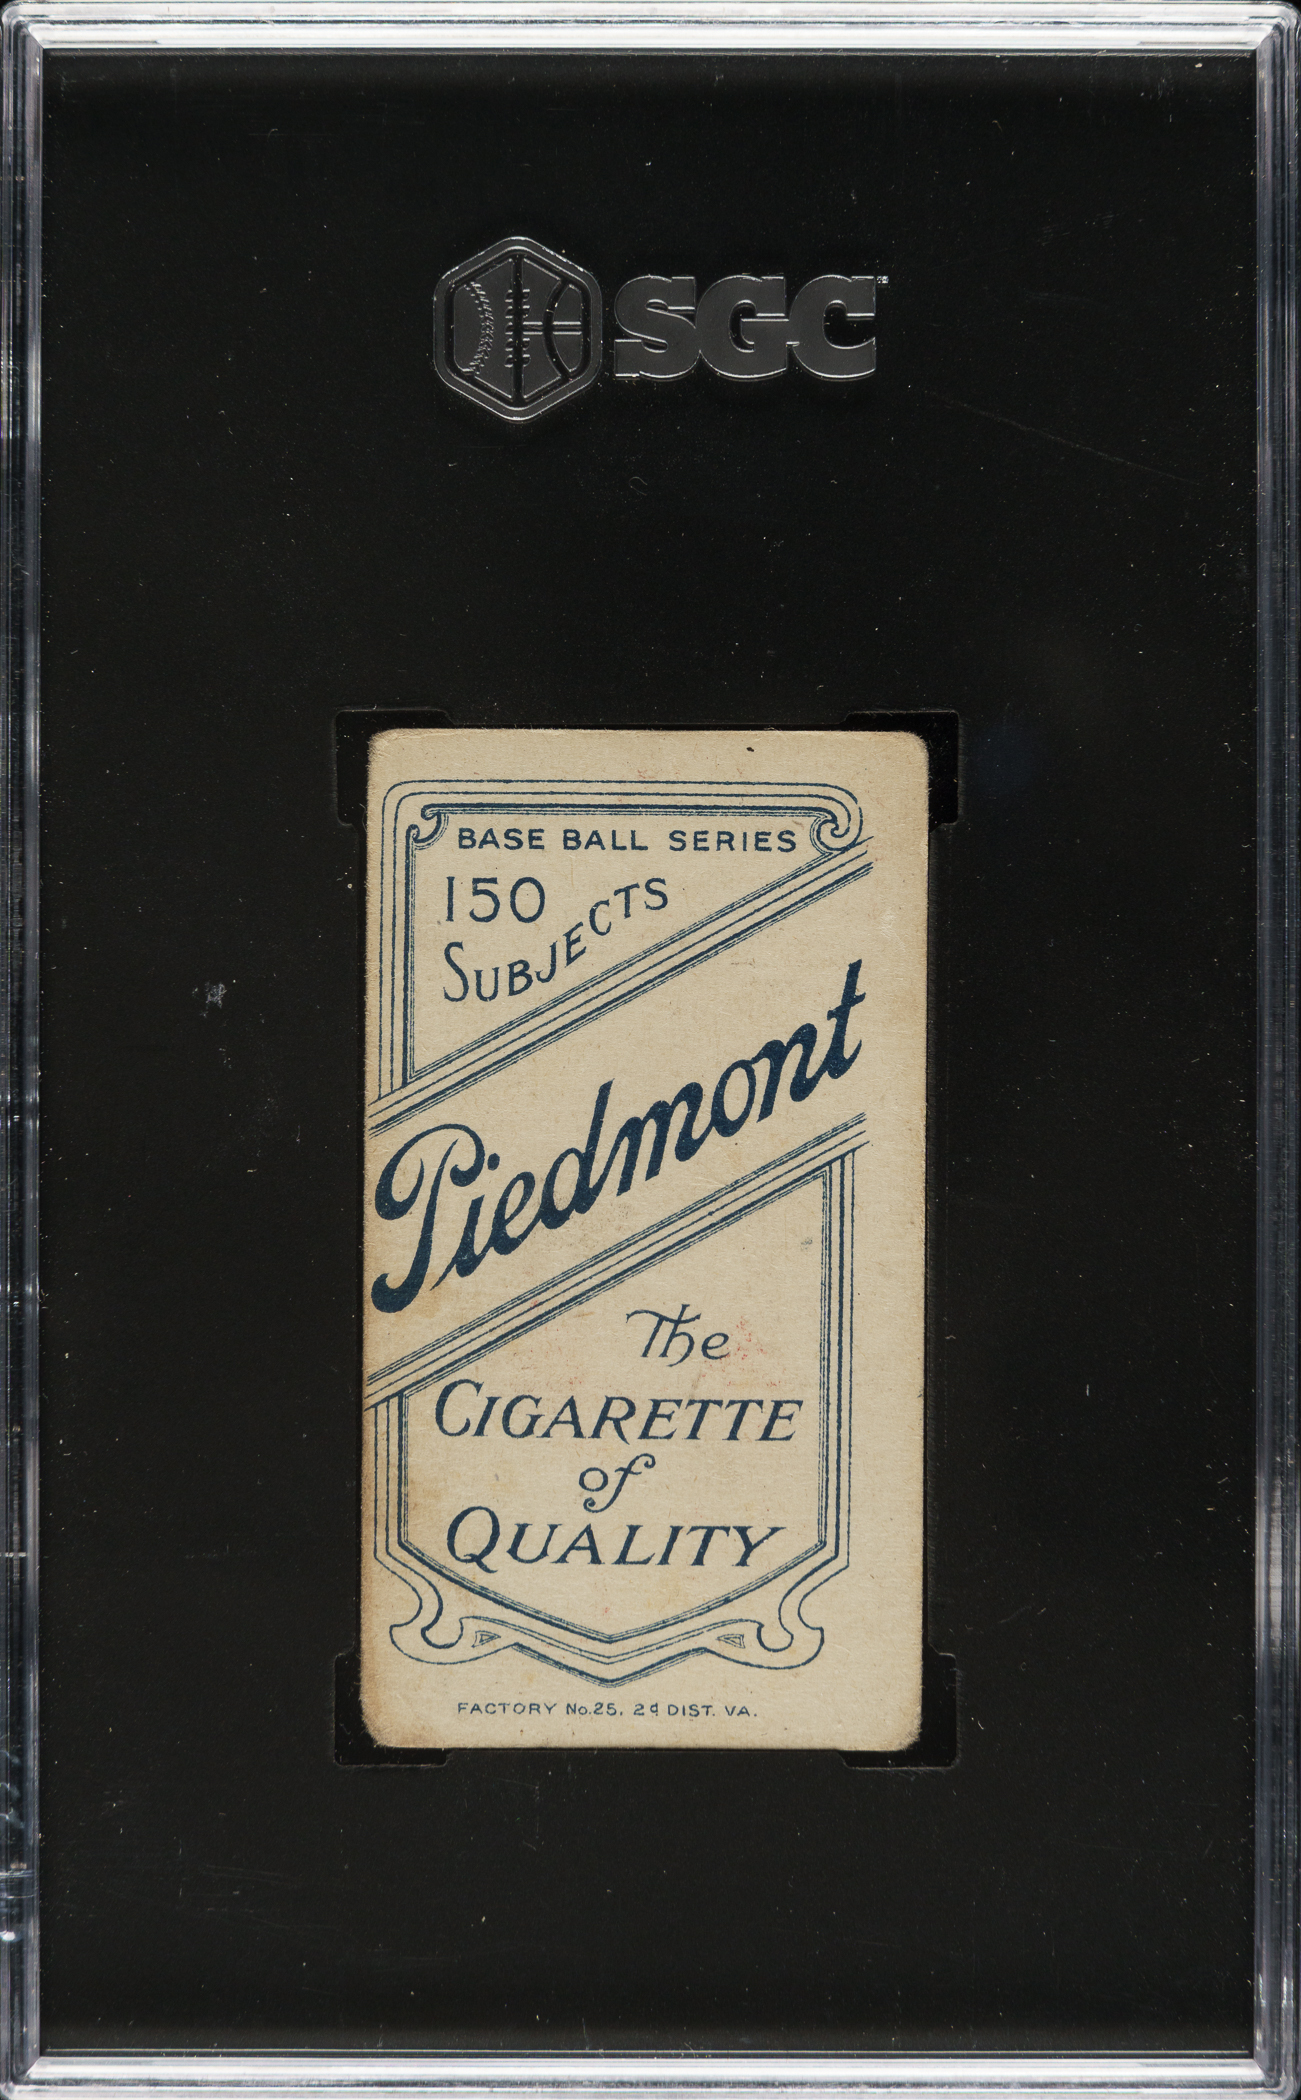 SGC
BASE BALL SERIES
150
SUBJECTS
Piedmont
The
CIGARETTE
of
QUALITY
FACTORY No.25, 2d DIST. VA.